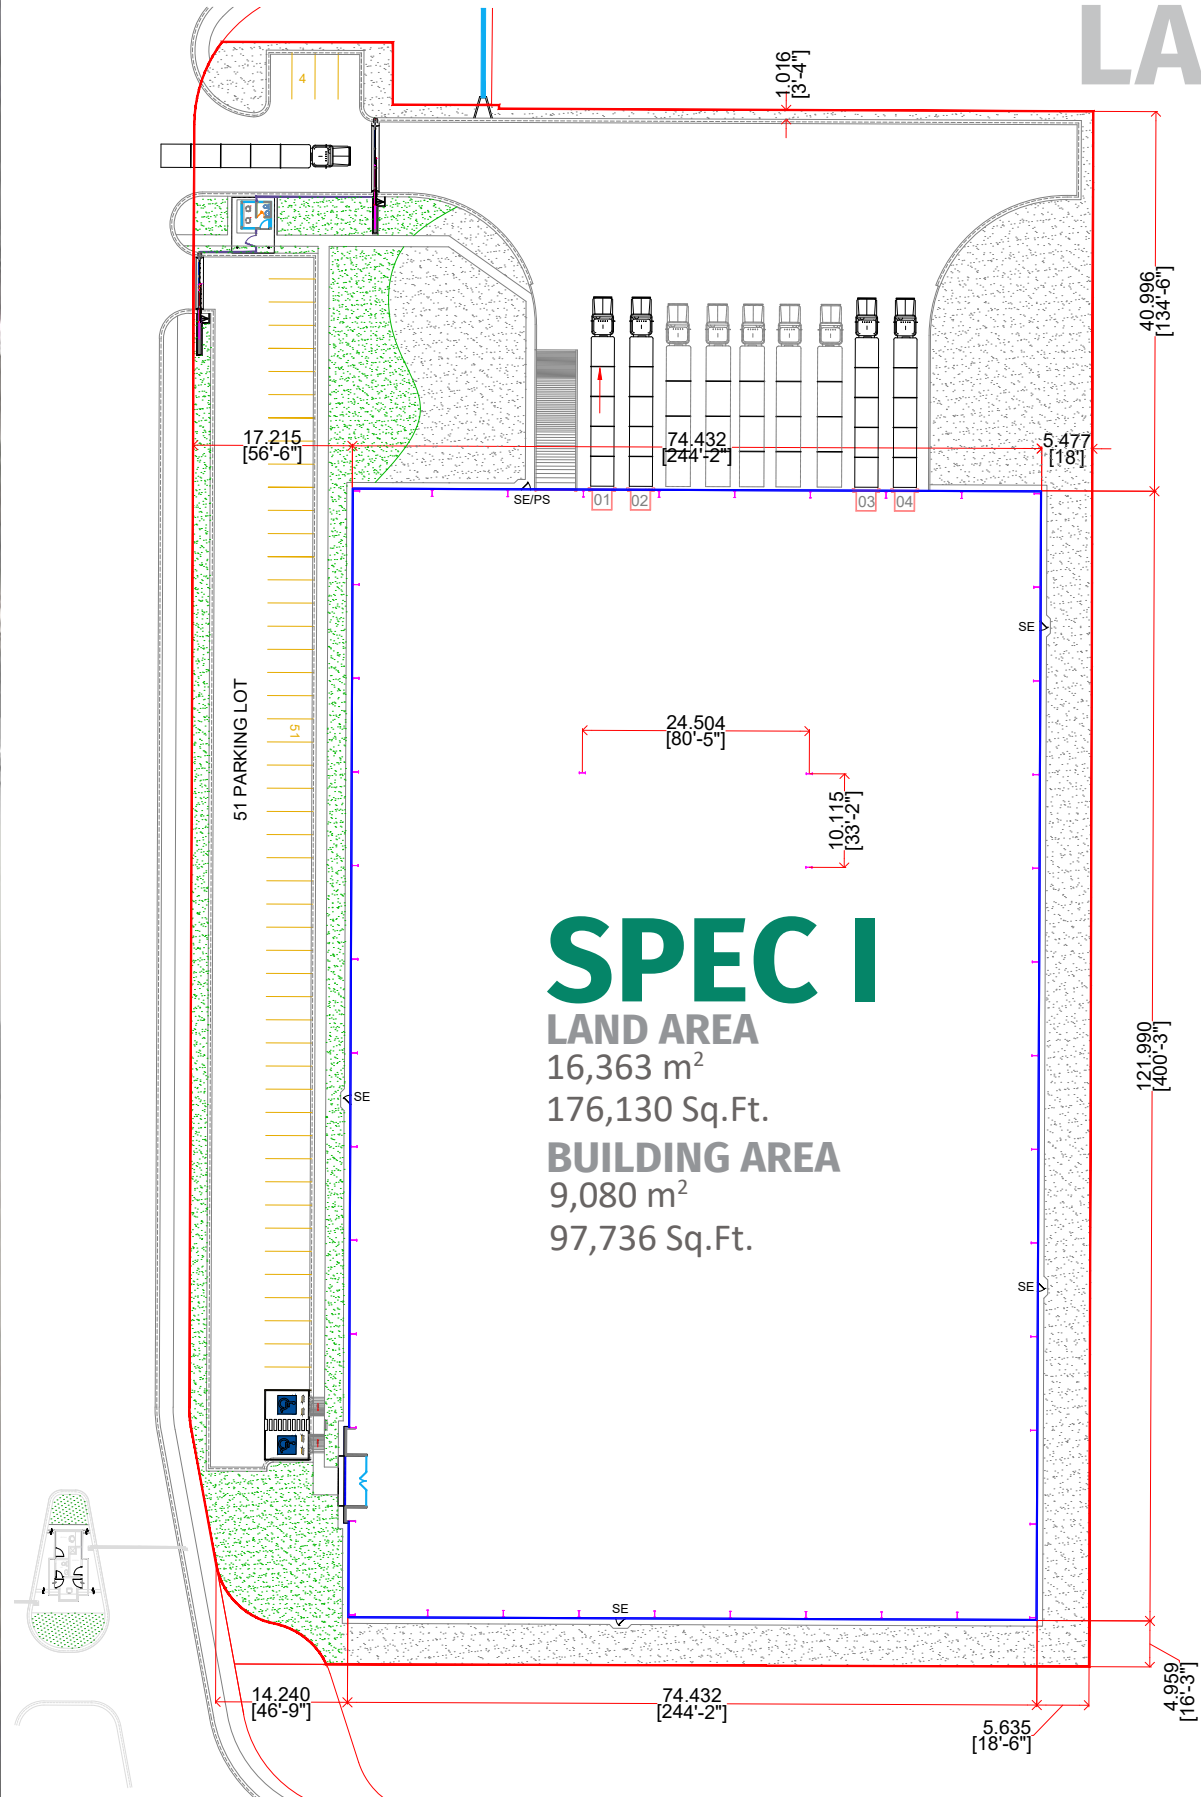 LA
4
1.016
[3'-4"]
40.996
[134'-6"]
17.215
[56'-6"]
74.432
[244'-2"]
5.477
[18']
SE/PS
01
02
03
04
SE
51 PARKING LOT
51
24.504
[80'-5"]
10.115
[33'-2"]
SPEC I
LAND AREA
16,363 m²
176,130 Sq.Ft.
BUILDING AREA
9,080 m²
97,736 Sq.Ft.
121.990
[400'-3"]
SE
SE
SE
14.240
[46'-9"]
74.432
[244'-2"]
5.635
[18'-6"]
4.959
[16'-3"]